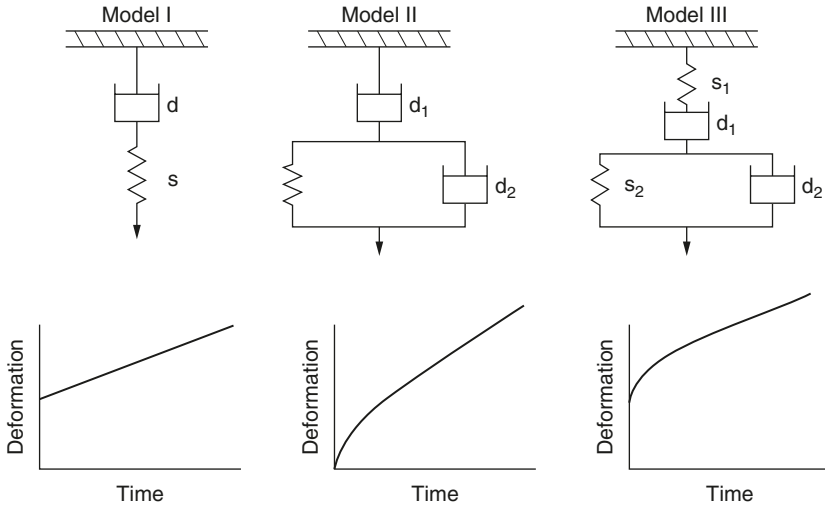 Model I
Model II
Model III
d
s
d1
d2
s1
d1
s2
d2
Deformation
Time
Deformation
Time
Deformation
Time